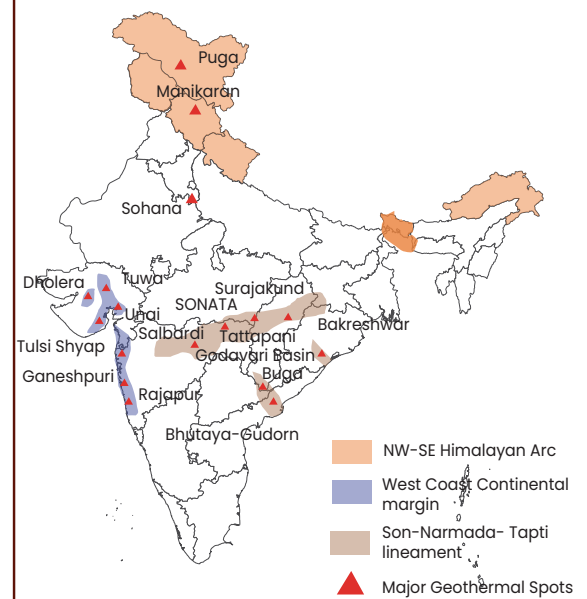 Puga
Manikaran
Sohana
Dholera
Tuwa
Surajakund
SONATA
Unai
Salbardi
Tattapani
Bakreshwar
Tulsi Shyap
Godavari Basin
Ganeshpuri
Buga
Rajapur
Bhutaya-Gudorn
NW-SE Himalayan Arc
West Coast Continental
margin
Son-Narmada- Tapti
lineament
Major Geothermal Spots